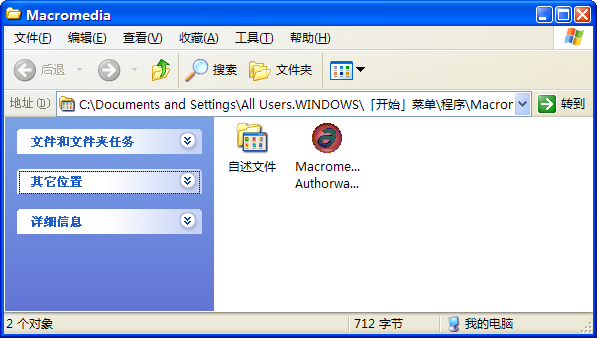 Macromedia
文件(F) 编辑(E) 查看(V) 收藏(A) 工具(T) 帮助(H)
后退 搜索 文件夹
地址(D) C:\Documents and Settings\All Users.WINDOWS\「开始」菜单\程序\Macron 转到
文件和文件夹任务
其它位置
详细信息
自述文件
Macrome...
Authorwa...
2 个对象 712 字节 我的电脑